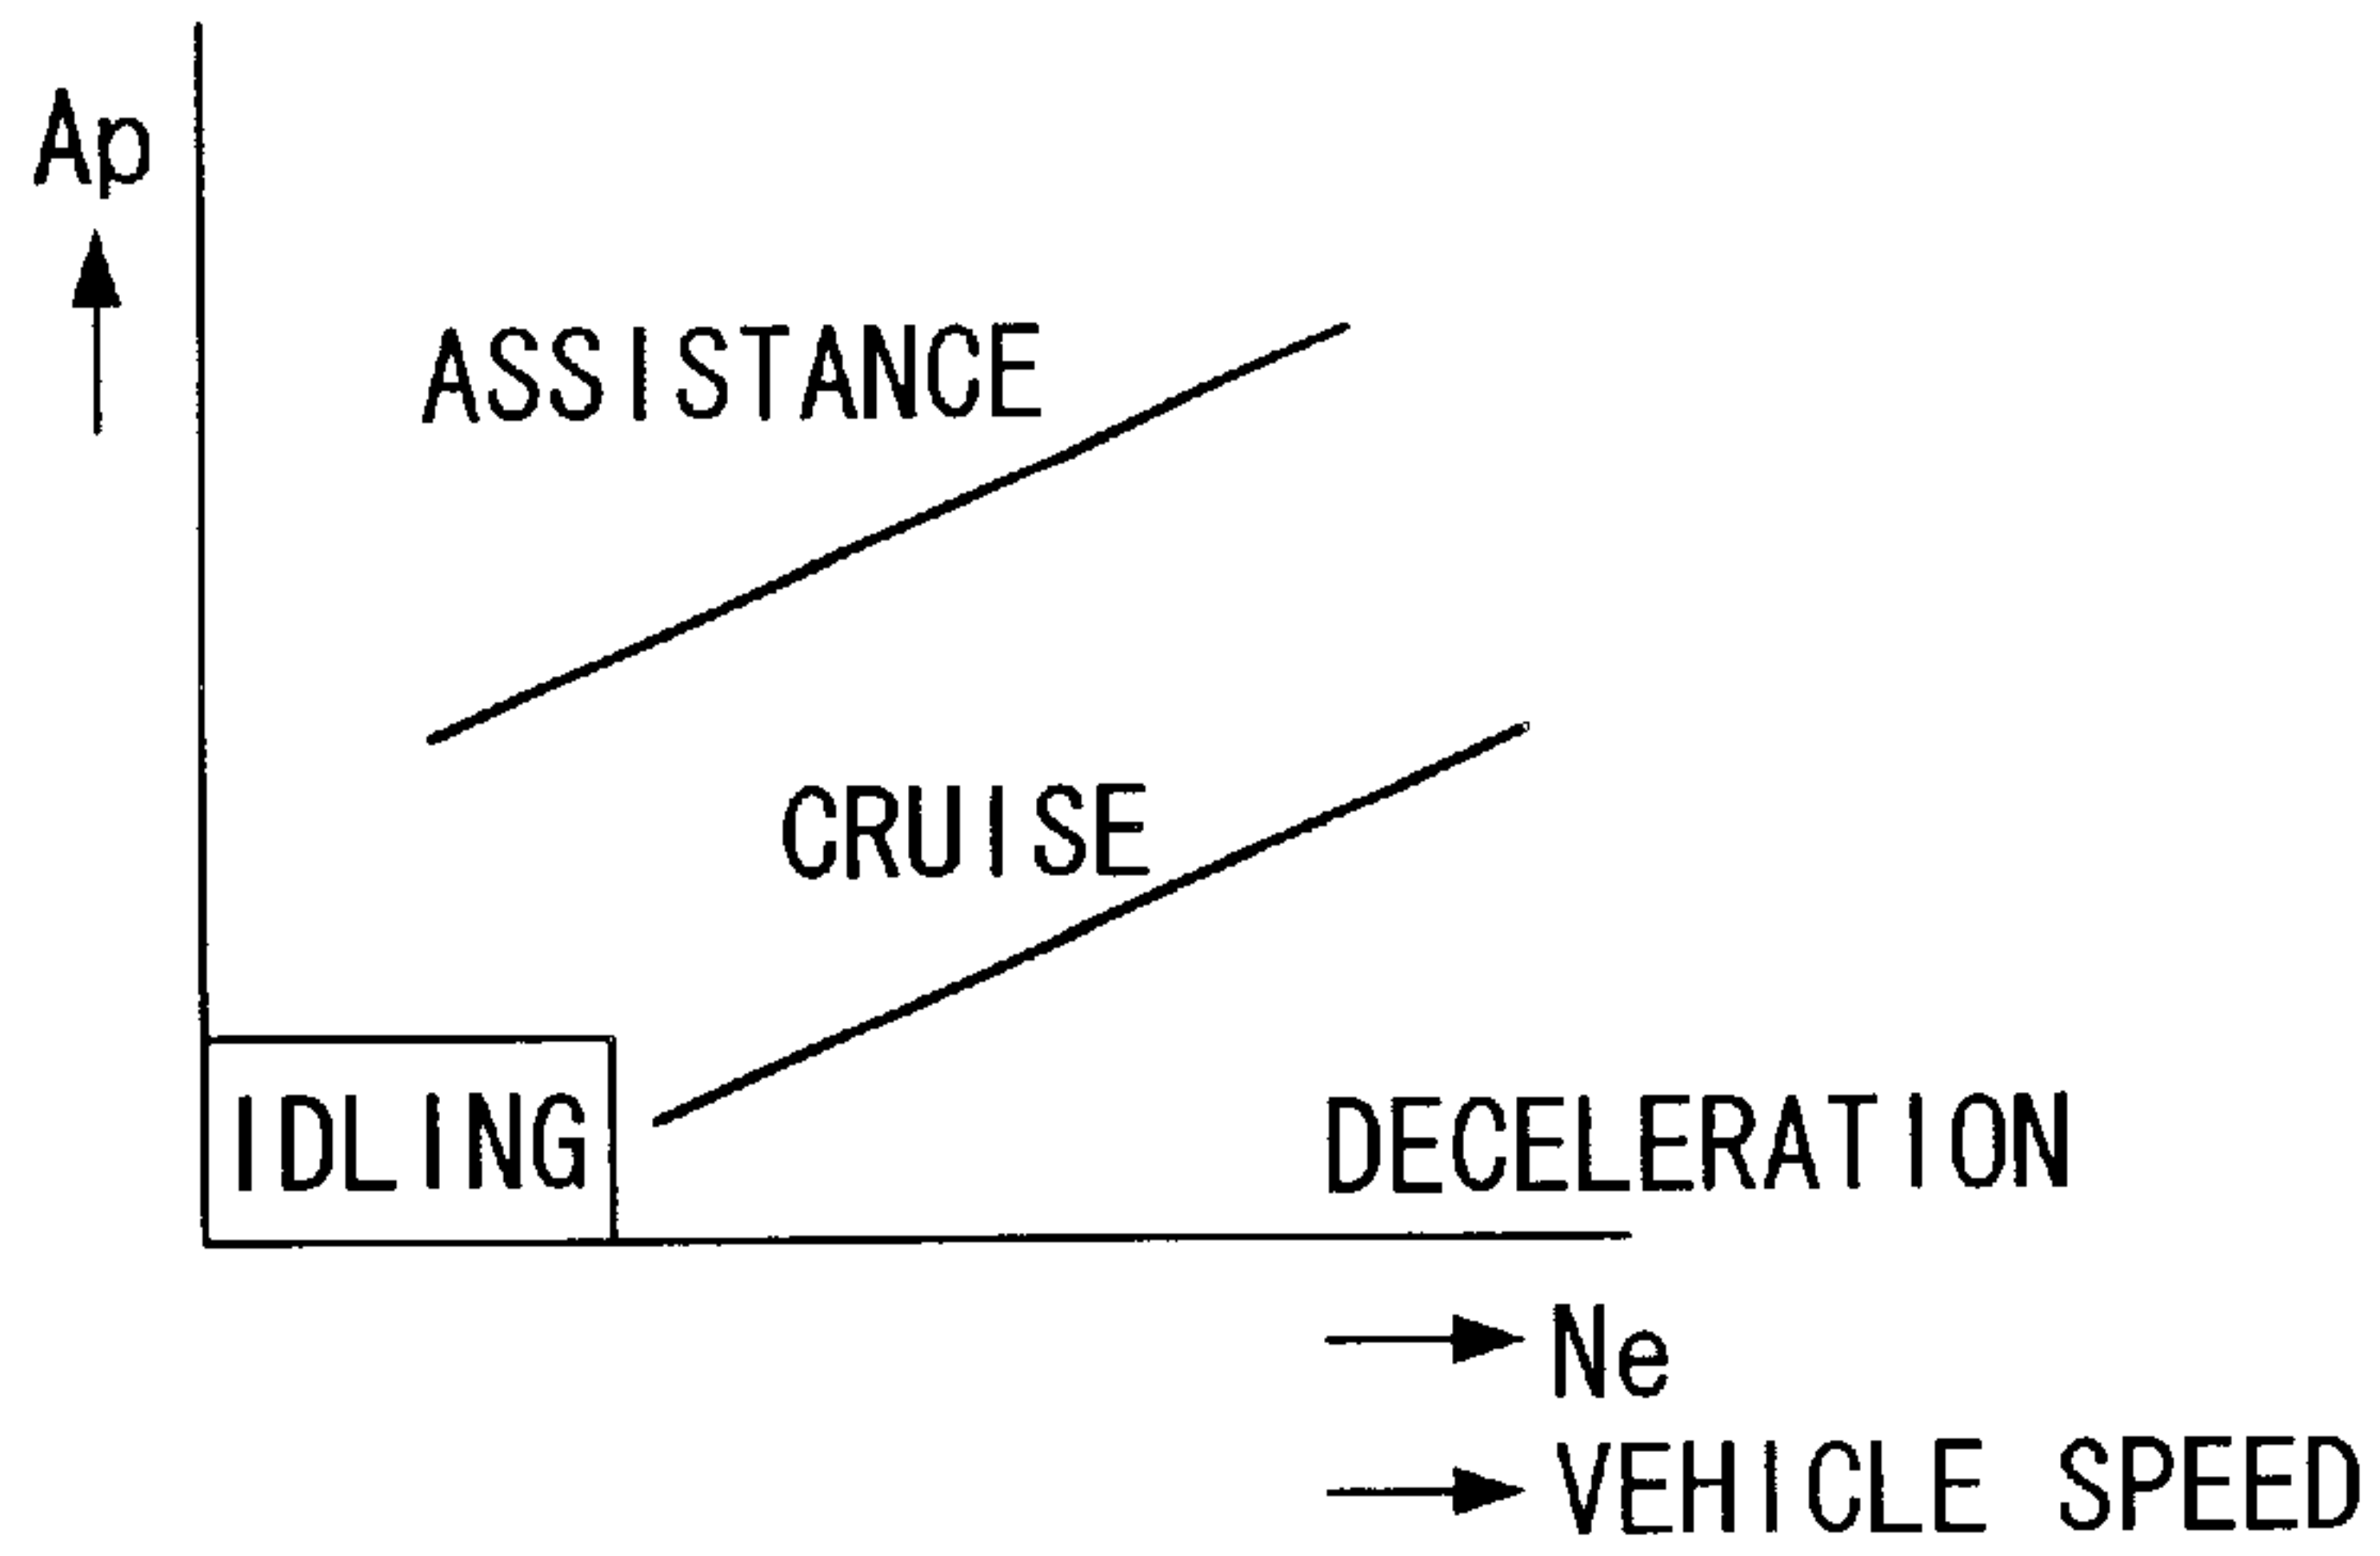 Ap
ASSISTANCE
CRUISE
IDLING
DECELERATION
Ne
VEHICLE SPEED